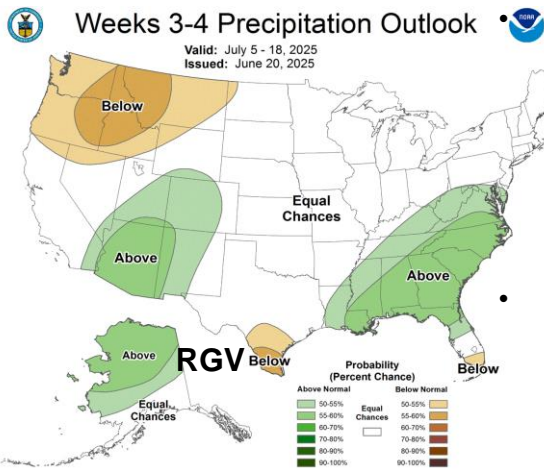 Weeks 3-4 Precipitation Outlook
NOAA
Valid: July 5 - 18, 2025
Issued: June 20, 2025
Below
Equal
Chances
Above
Above
Above
RGV
Below
Below
Equal
Chances
Probability
(Percent Chance)
Above Normal
Below Normal
Equal
Chances
50-55%
55-60%
60-70%
70-80%
80-90%
90-100%
50-55%
55-60%
60-70%
70-80%
80-90%
90-100%